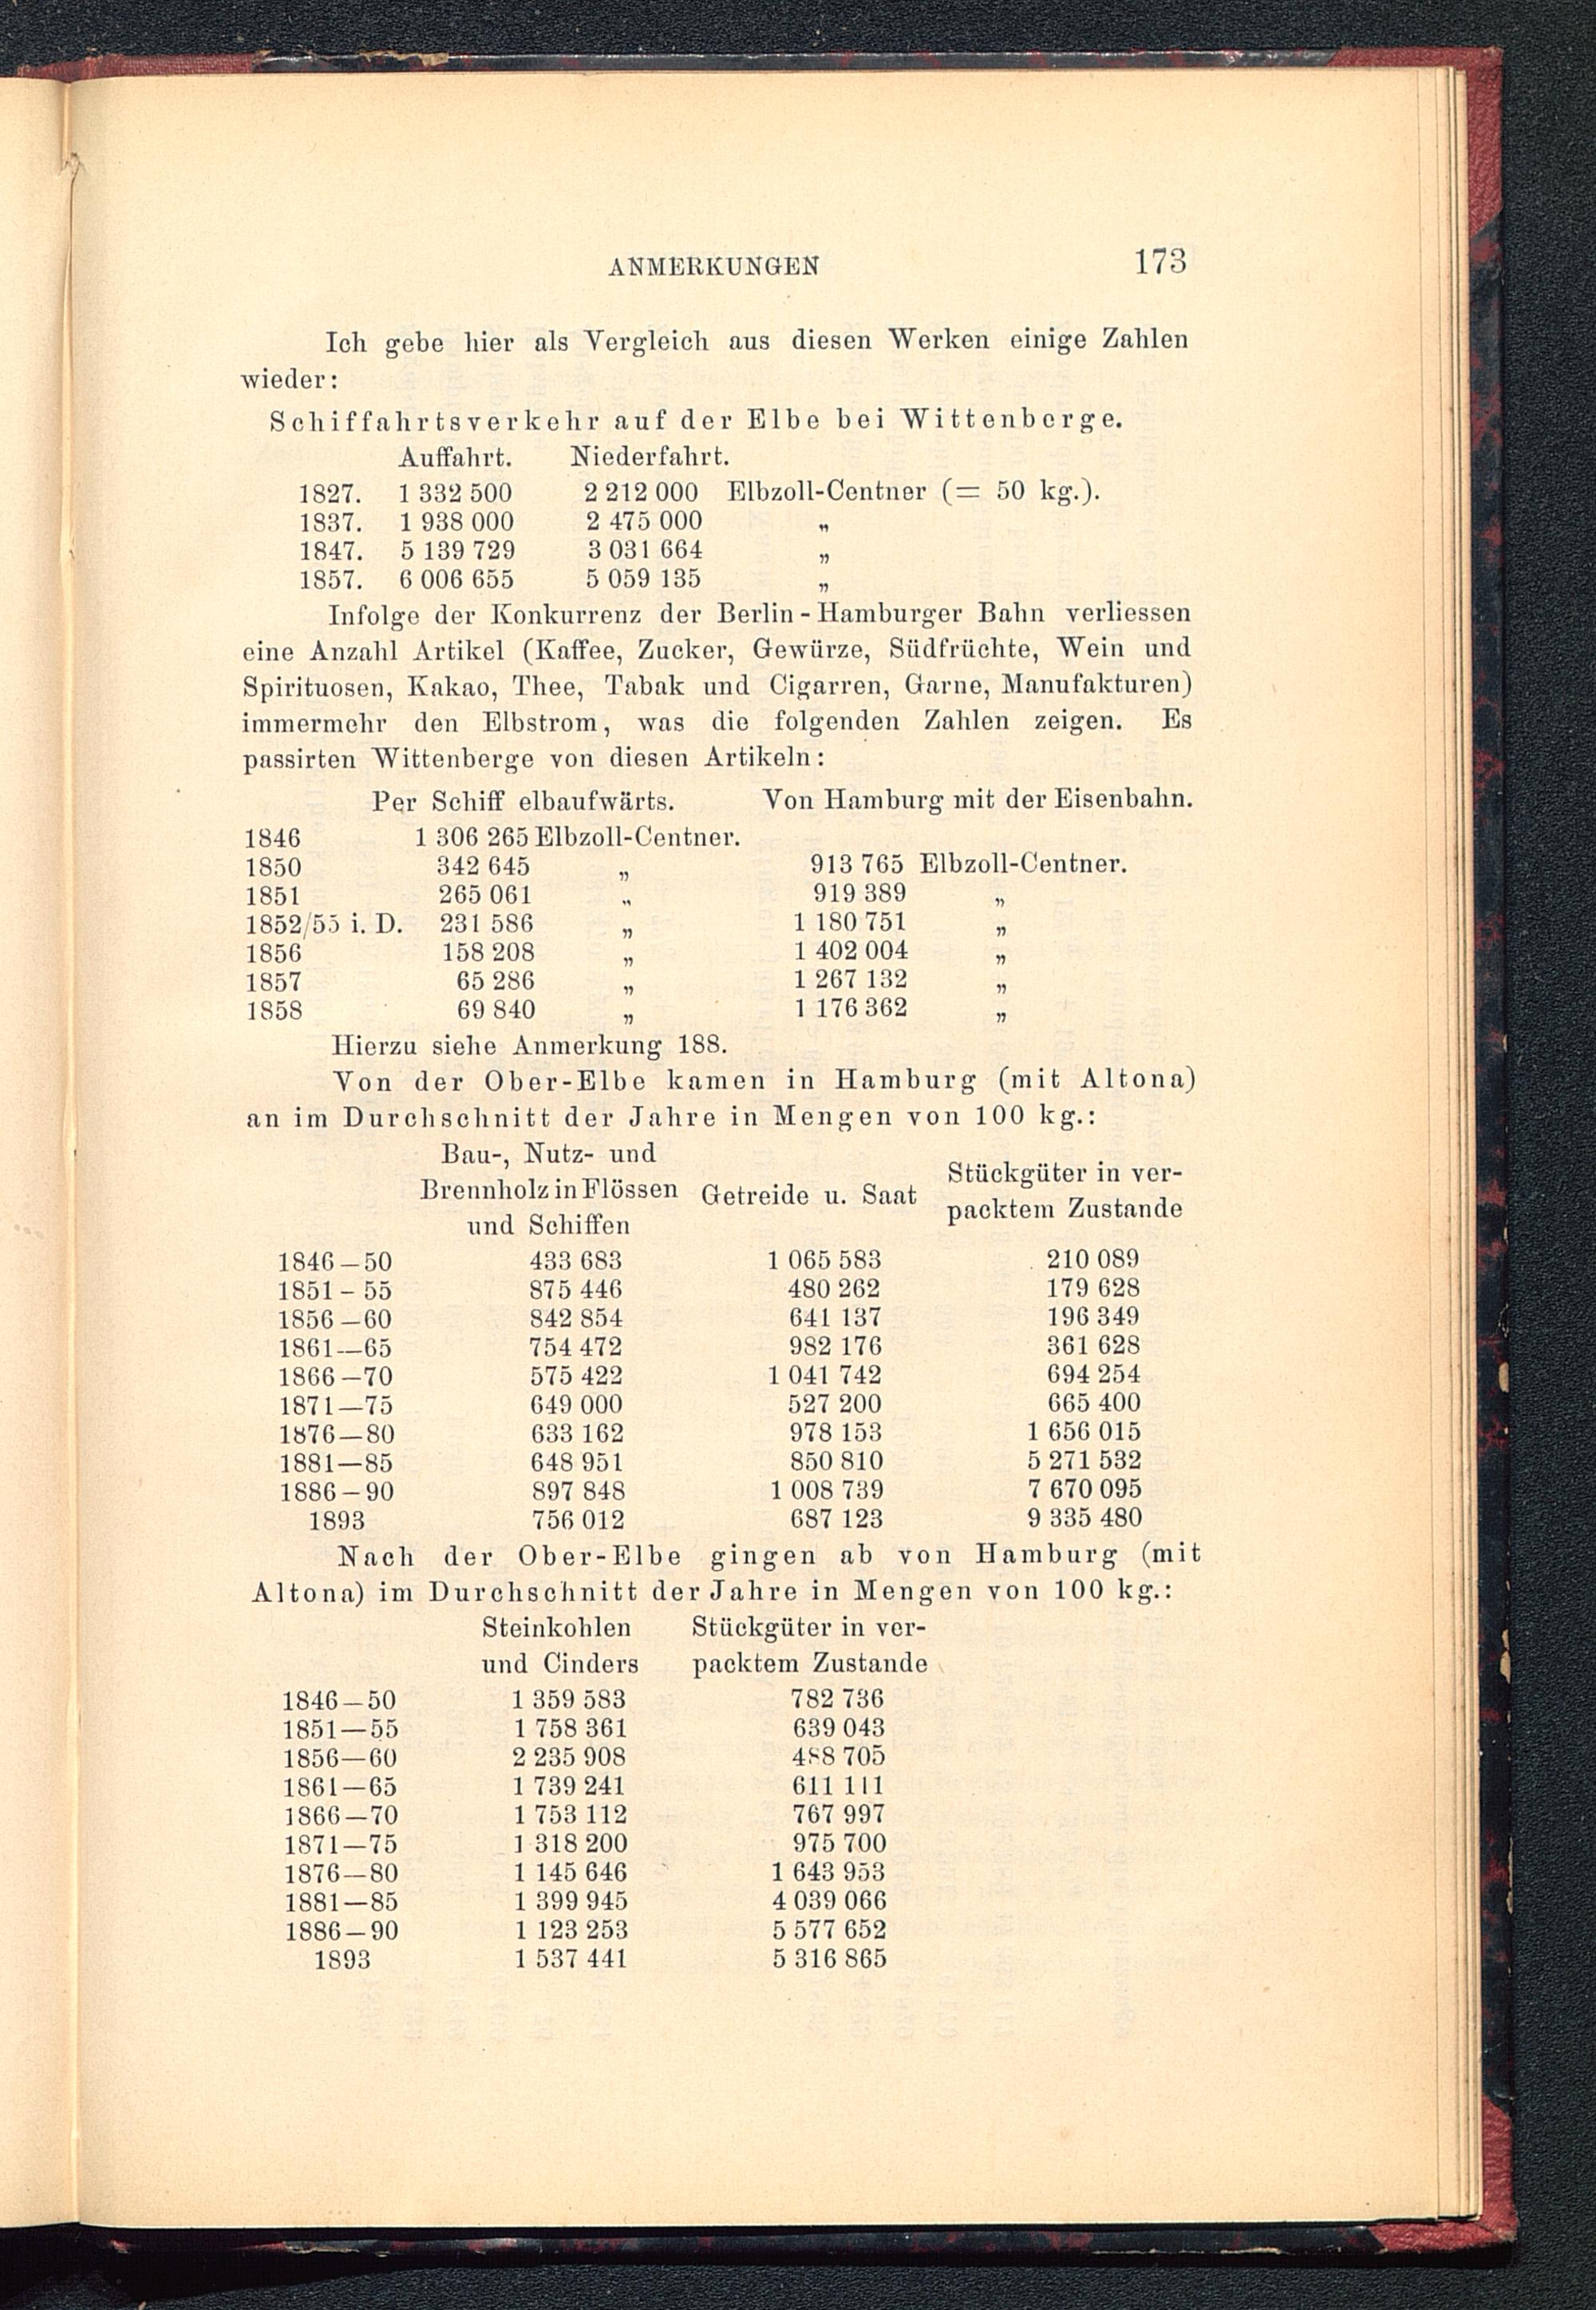 ANMERKUNGEN 173
Ich gebe hier als Vergleich aus diesen Werken einige Zahlen
wieder:
Schiffahrtsverkehr auf der Elbe bei Wittenberge.
Auffahrt. Niederfahrt.
1827. 1 332 500 2 212 000 Elbzoll-Centner (= 50 kg.).
1837. 1 938 000 2 475 000 „
1847. 5 139 729 3 031 664 „
1857. 6 006 655 5 059 135 „
Infolge der Konkurrenz der Berlin-Hamburger Bahn verliessen
eine Anzahl Artikel (Kaffee, Zucker, Gewürze, Südfrüchte, Wein und
Spirituosen, Kakao, Thee, Tabak und Cigarren, Garne, Manufakturen)
immermehr den Elbstrom, was die folgenden Zahlen zeigen. Es
passirten Wittenberge von diesen Artikeln:
Per Schiff elbaufwärts. Von Hamburg mit der Eisenbahn.
1846 1 306 265 Elbzoll-Centner.
1850 342 645 „ 913 765 Elbzoll-Centner.
1851 265 061 „ 919 389 „
1852/55 i. D. 231 586 „ 1 180 751 „
1856 158 208 „ 1 402 004 „
1857 65 286 „ 1 267 132 „
1858 69 840 „ 1 176 362 „
Hierzu siehe Anmerkung 188.
Von der Ober-Elbe kamen in Hamburg (mit Altona)
an im Durchschnitt der Jahre in Mengen von 100 kg.:
Bau-, Nutz- und
Brennholz in Flössen
und Schiffen
Getreide u. Saat
Stückgüter in ver-
packtem Zustande
1846—50 433 683 1 065 583 210 089
1851–55 875 446 480 262 179 628
1856—60 842 854 641 137 196 349
1861—65 754 472 982 176 361 628
1866—70 575 422 1 041 742 694 254
1871—75 649 000 527 200 665 400
1876—80 633 162 978 153 1 656 015
1881—85 648 951 850 810 5 271 532
1886—90 897 848 1 008 739 7 670 095
1893 756 012 687 123 9 335 480
Nach der Ober-Elbe gingen ab von Hamburg (mit
Altona) im Durchschnitt der Jahre in Mengen von 100 kg.:
Steinkohlen Stückgüter in ver-
und Cinders packtem Zustande
1846—50 1 359 583 782 736
1851—55 1 758 361 639 043
1856—60 2 235 908 488 705
1861—65 1 739 241 611 111
1866—70 1 753 112 767 997
1871—75 1 318 200 975 700
1876—80 1 145 646 1 643 953
1881—85 1 399 945 4 039 066
1886—90 1 123 253 5 577 652
1893 1 537 441 5 316 865